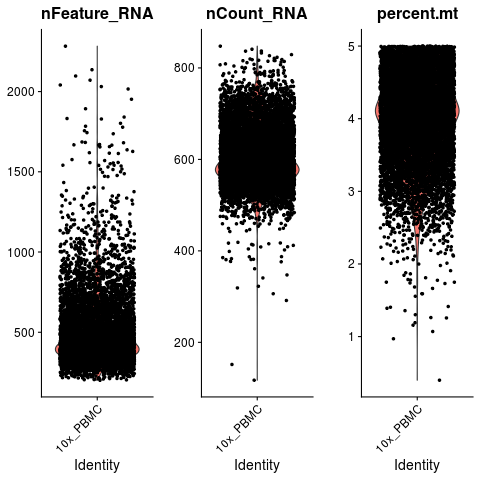 nFeature_RNA
2000
1500
1000
500
10x_PBMC
Identity
nCount_RNA
800
600
400
200
10x_PBMC
Identity
percent.mt
5
4
3
2
1
10x_PBMC
Identity